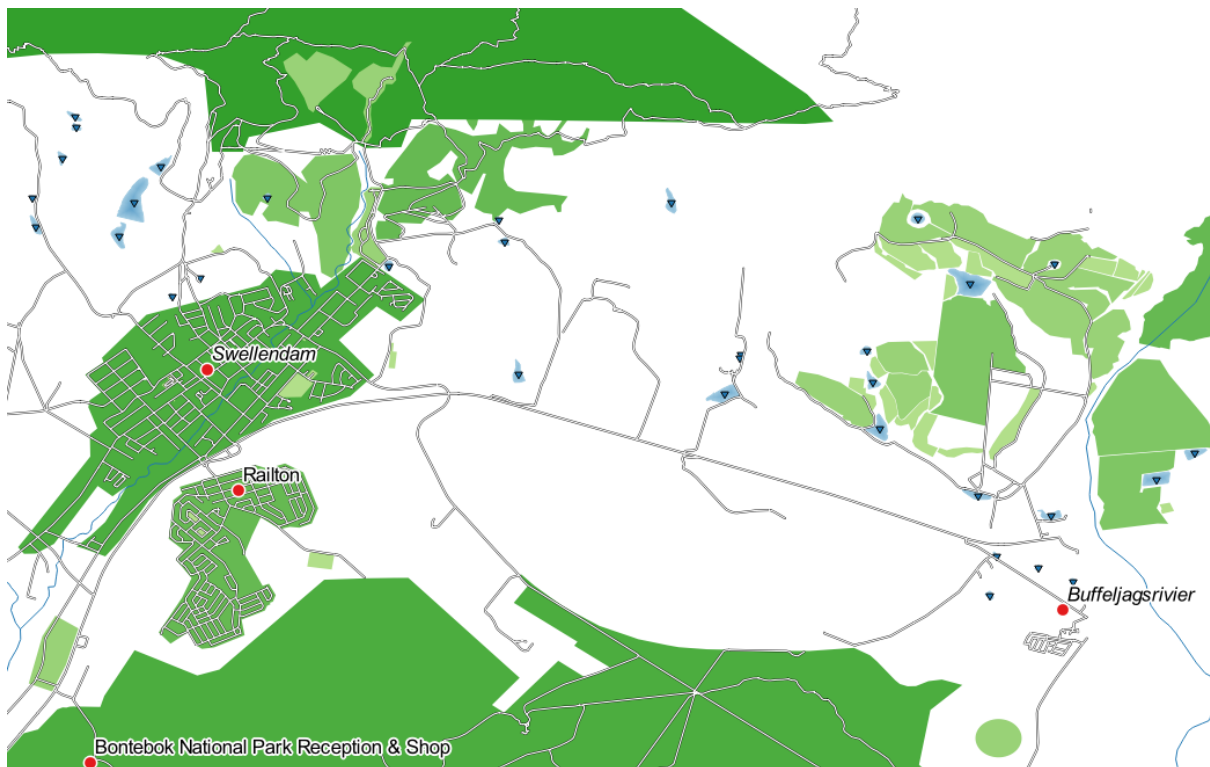 Swellendam
Railton
Buffeljagsrivier
Bontebok National Park Reception & Shop